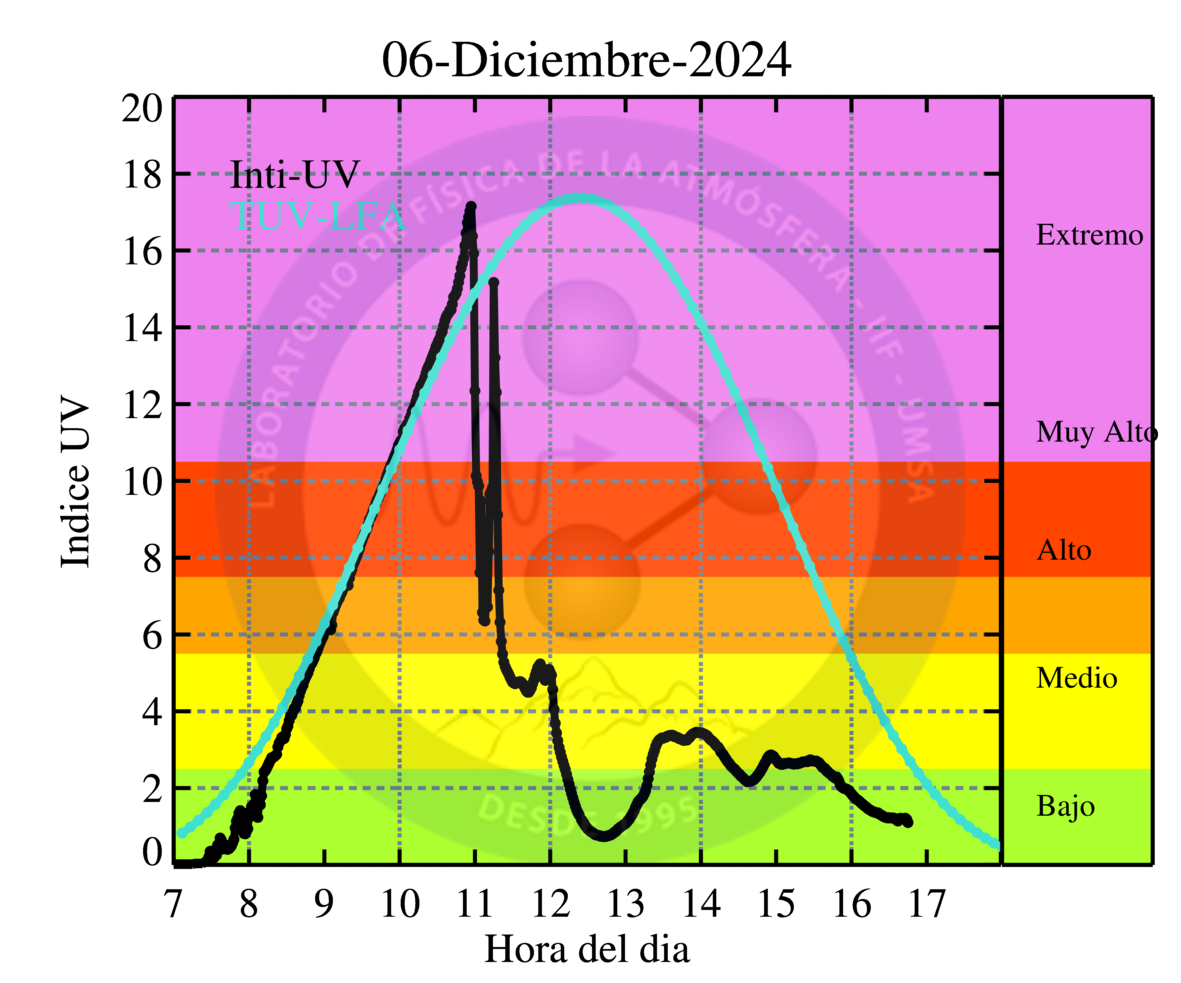 06-Diciembre-2024
20
18
16
14
12
10
8
6
4
2
0
Indice UV
Inti-UV
TUV-LFA
LABORATORIO DE FÍSICA DE LA ATMÓSFERA - IIF - UMSA
DESDE 1995
Extremo
Muy Alto
Alto
Medio
Bajo
7 8 9 10 11 12 13 14 15 16 17
Hora del dia